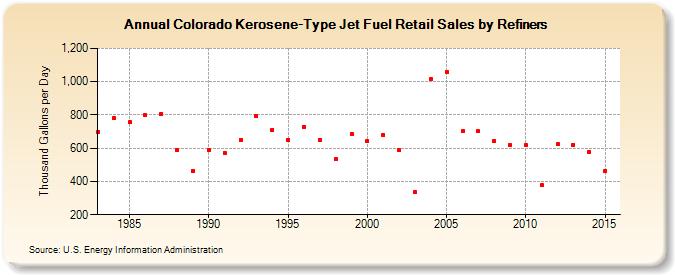 Annual Colorado Kerosene-Type Jet Fuel Retail Sales by Refiners
Thousand Gallons per Day
1,200
1,000
800
600
400
200
1985 1990 1995 2000 2005 2010 2015
Source: U.S. Energy Information Administration